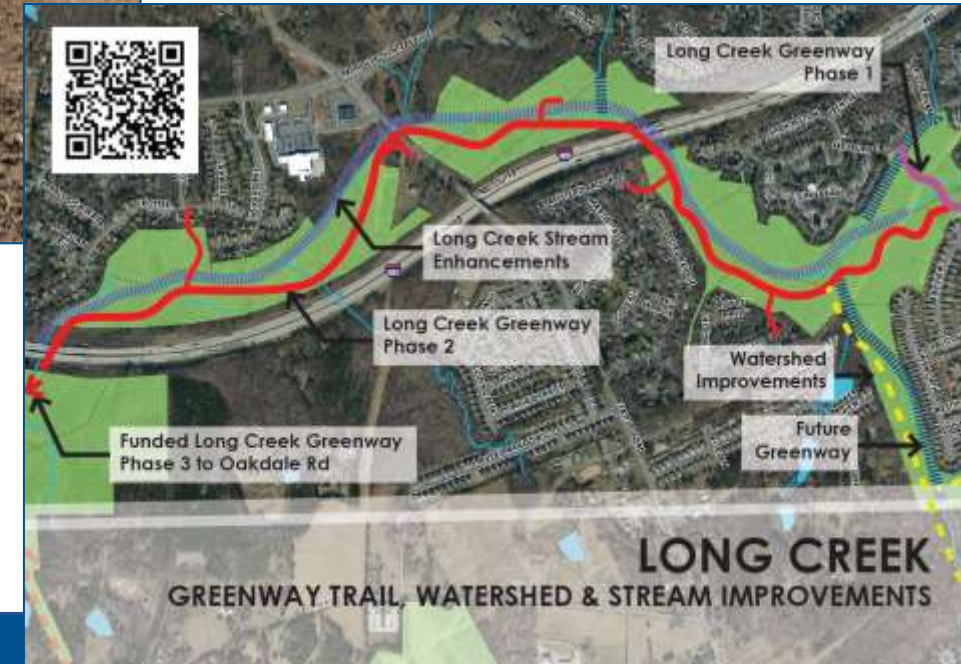 Long Creek Greenway
Phase 1
Long Creek Stream
Enhancements
Long Creek Greenway
Phase 2
Watershed
Improvements
Future
Greenway
Funded Long Creek Greenway
Phase 3 to Oakdale Rd
LONG CREEK
GREENWAY TRAIL, WATERSHED & STREAM IMPROVEMENTS